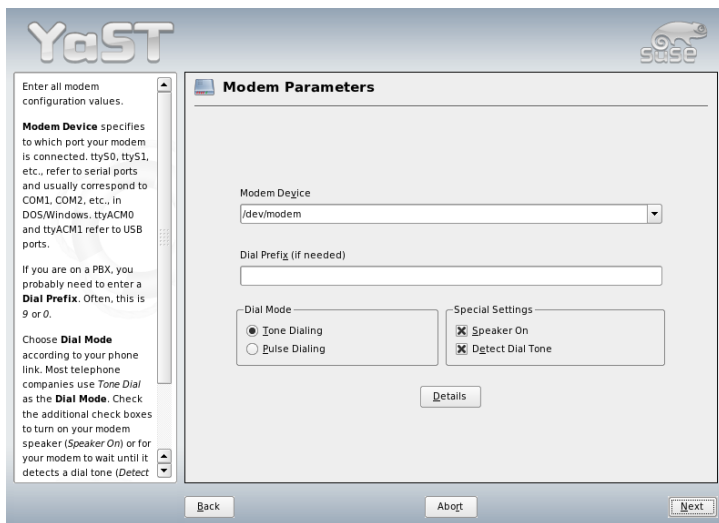 YaST
SUSE
Enter all modem
configuration values.
Modem Device specifies
to which port your modem
is connected. ttyS0, ttyS1,
etc., refer to serial ports
and usually correspond to
COM1, COM2, etc., in
DOS/Windows. ttyACM0
and ttyACM1 refer to USB
ports.
If you are on a PBX, you
probably need to enter a
Dial Prefix. Often, this is
9 or 0.
Choose Dial Mode
according to your phone
link. Most telephone
companies use Tone Dial
as the Dial Mode. Check
the additional check boxes
to turn on your modem
speaker (Speaker On) or for
your modem to wait until it
detects a dial tone (Detect
Modem Parameters
Modem Device
/dev/modem
Dial Prefix (if needed)
Dial Mode
Tone Dialing
Pulse Dialing
Special Settings
Speaker On
Detect Dial Tone
Details
Back
Abort
Next